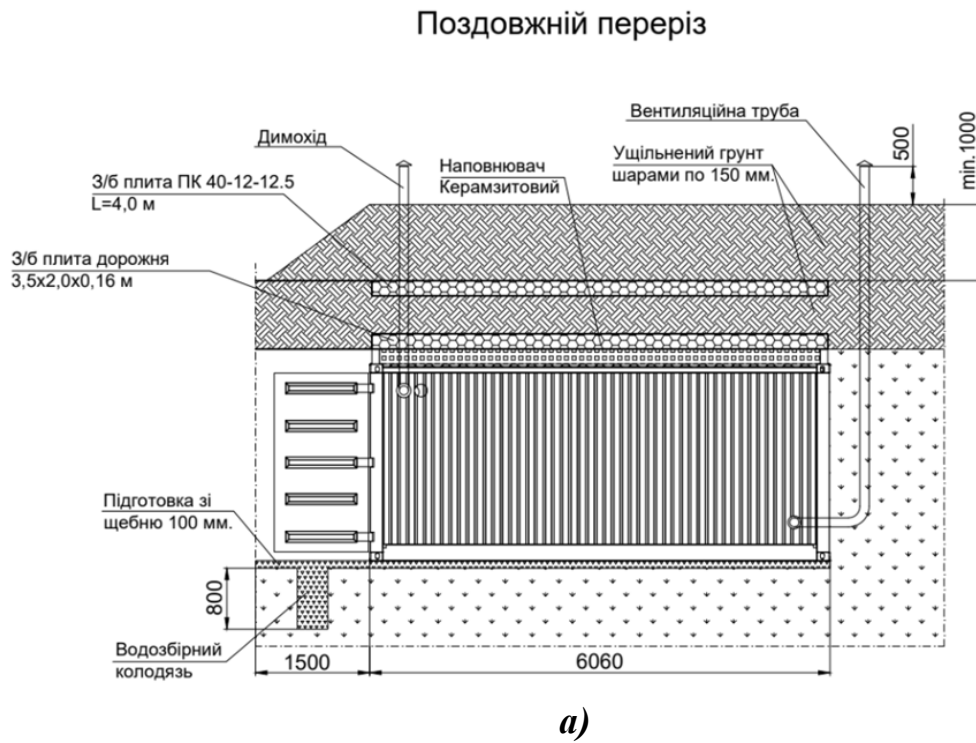 Поздовжній переріз
Вентиляційна труба
Димохід
500
min.1000
Наповнювач
Керамзитовий
Ущільнений грунт
шарами по 150 мм.
З/б плита ПК 40-12-12.5
L=4,0 м
З/б плита дорожня
3,5х2,0х0,16 м
Підготовка зі
щебню 100 мм.
800
Водозбірний
колодязь
1500
6060
а)